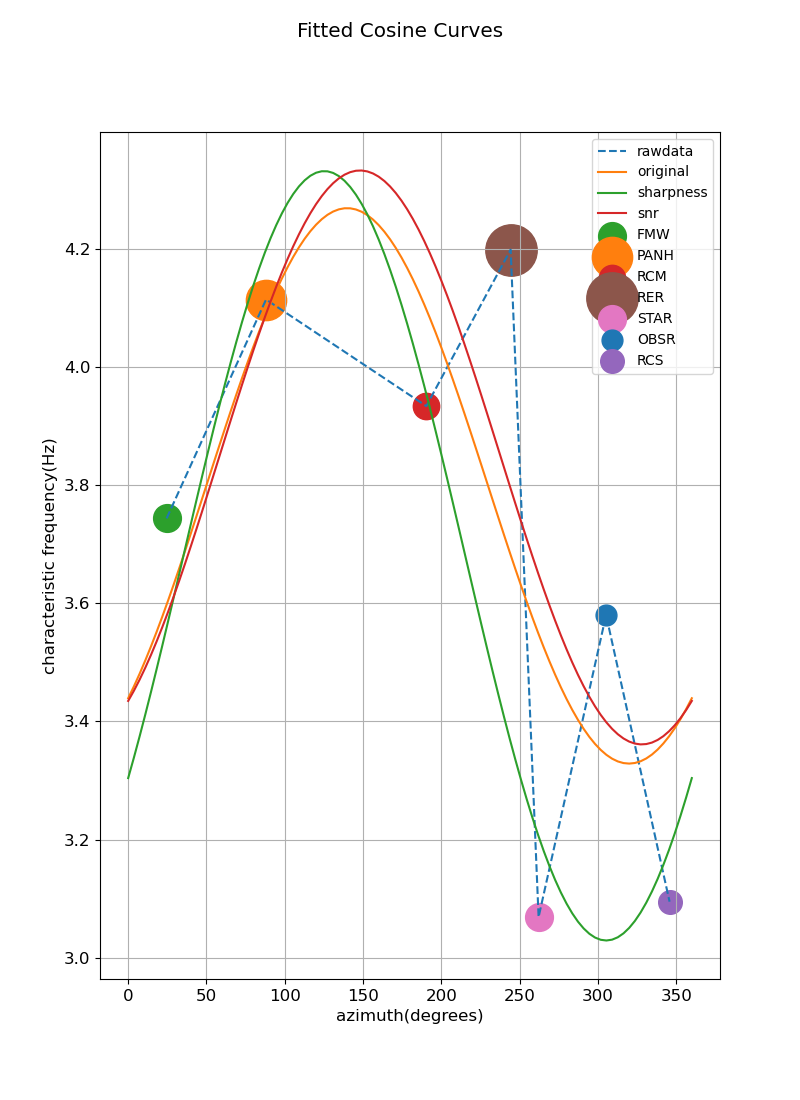 Fitted Cosine Curves
rawdata
original
sharpness
snr
FMW
PANH
RCM
RER
STAR
OBSR
RCS
4.2
4.0
3.8
3.6
3.4
3.2
3.0
characteristic frequency(Hz)
0 50 100 150 200 250 300 350
azimuth(degrees)